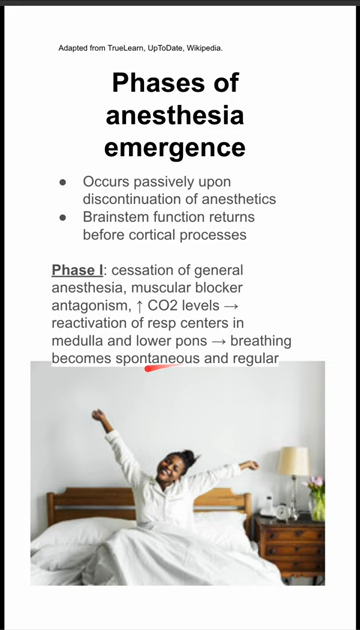 Adapted from TrueLearn, UpToDate, Wikipedia.
Phases of
anesthesia
emergence
● Occurs passively upon
discontinuation of anesthetics
● Brainstem function returns
before cortical processes
Phase I: cessation of general
anesthesia, muscular blocker
antagonism, ↑ CO2 levels →
reactivation of resp centers in
medulla and lower pons → breathing
becomes spontaneous and regular